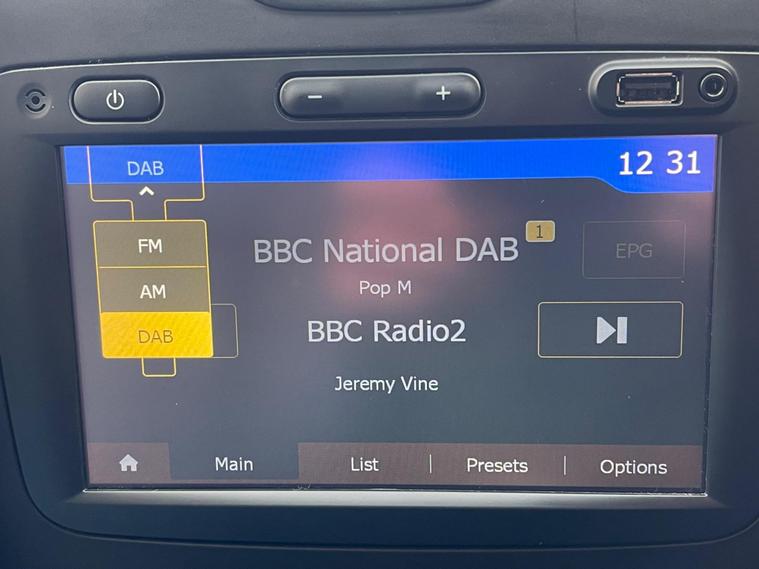 DAB
12 31
FM
AM
DAB
BBC National DAB
1
EPG
Pop M
BBC Radio2
Jeremy Vine
Main
List
Presets
Options